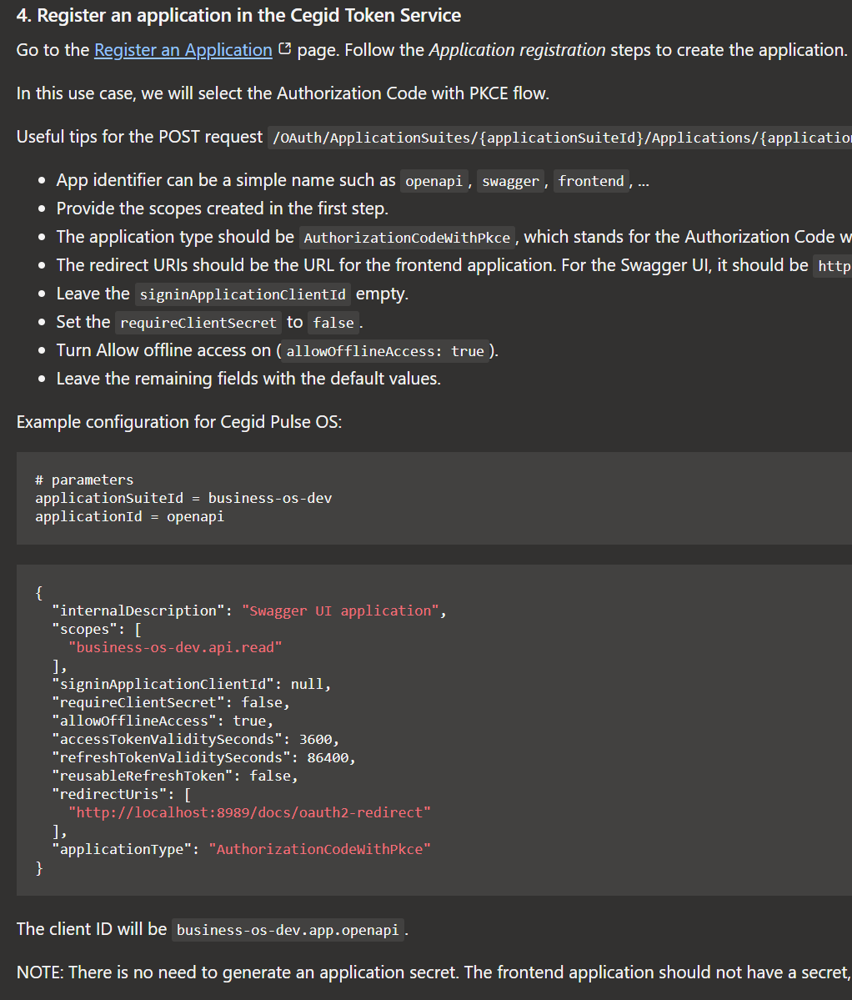 4. Register an application in the Cegid Token Service
Go to the Register an Application page. Follow the Application registration steps to create the application.
In this use case, we will select the Authorization Code with PKCE flow.
Useful tips for the POST request /OAuth/ApplicationSuites/{applicationSuiteId}/Applications/{application
App identifier can be a simple name such as openapi, swagger, frontend, ...
Provide the scopes created in the first step.
The application type should be AuthorizationCodeWithPkce, which stands for the Authorization Code w
The redirect URIs should be the URL for the frontend application. For the Swagger UI, it should be http
Leave the signinApplicationClientId empty.
Set the requireClientSecret to false.
Turn Allow offline access on (allowOfflineAccess: true).
Leave the remaining fields with the default values.
Example configuration for Cegid Pulse OS:
# parameters
applicationSuiteId = business-os-dev
applicationId = openapi
{
"internalDescription": "Swagger UI application",
"scopes": [
"business-os-dev.api.read"
],
"signinApplicationClientId": null,
"requireClientSecret": false,
"allowOfflineAccess": true,
"accessTokenValiditySeconds": 3600,
"refreshTokenValiditySeconds": 86400,
"reusableRefreshToken": false,
"redirectUris": [
"http://localhost:8989/docs/oauth2-redirect"
],
"applicationType": "AuthorizationCodeWithPkce"
}
The client ID will be business-os-dev.app.openapi.
NOTE: There is no need to generate an application secret. The frontend application should not have a secret,